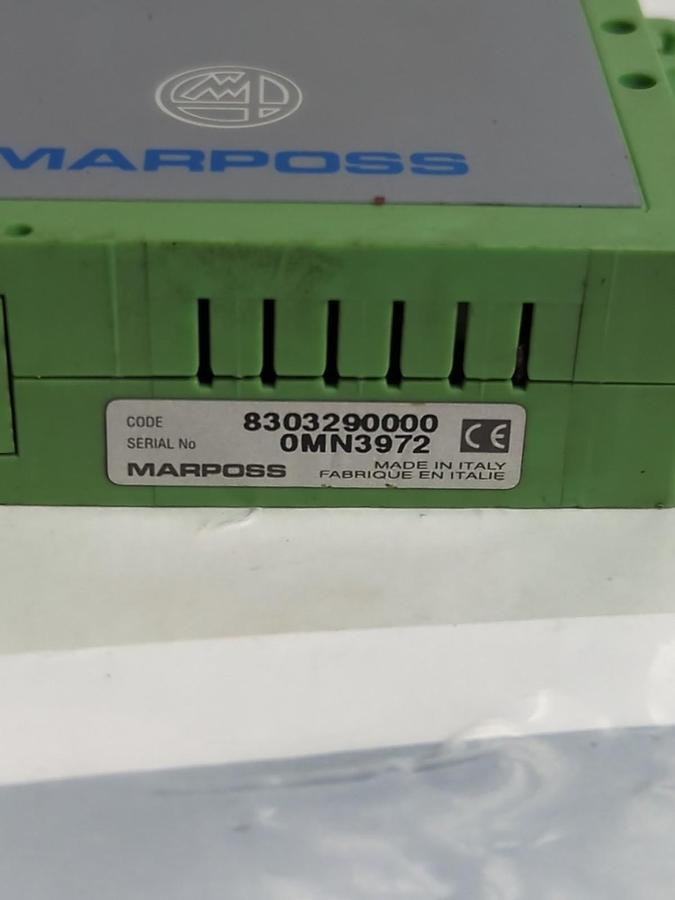 MARPOSS
CODE 8303290000
SERIAL No 0MN3972
CE
MARPOSS MADE IN ITALY
FABRIQUE EN ITALIE